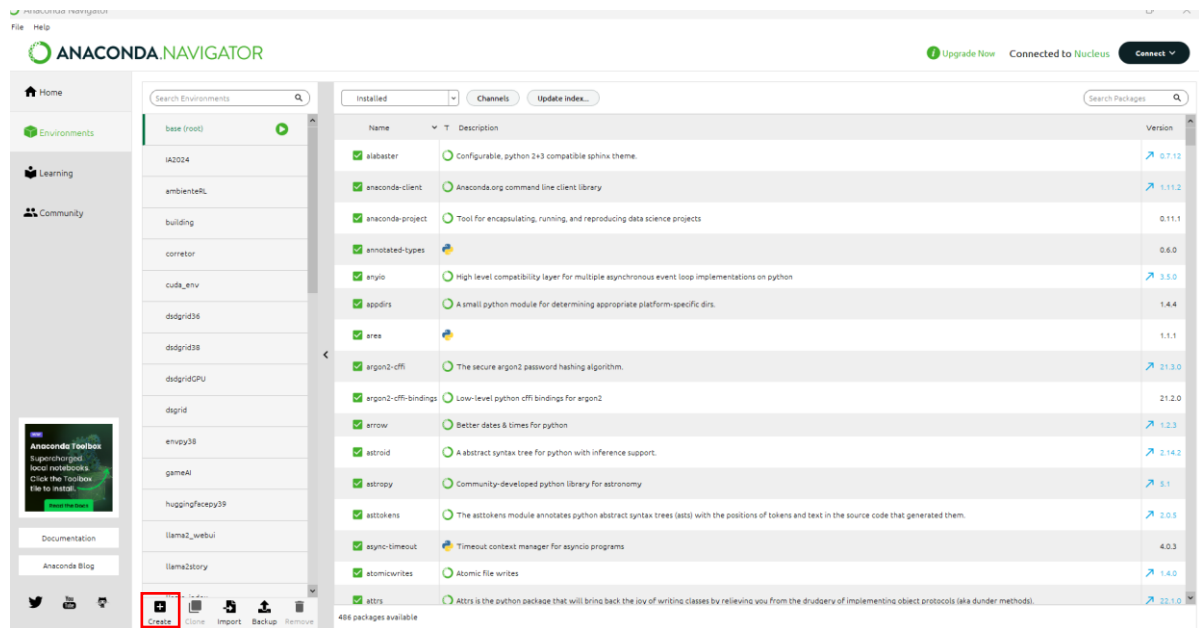 Anaconda Navigator
File Help
ANACONDA.NAVIGATOR
Upgrade Now Connected to Nucleus Connect
Home
Environments
Learning
Community
NEW
Anaconda Toolbox
Supercharged local notebooks.
Click the Toolbox tile to install.
Read the Docs
Documentation
Anaconda Blog
You Tube
Search Environments
base (root)
IA2024
ambienteRL
building
corretor
cuda_env
dsdgrid36
dsdgrid38
dsdgridGPU
dsgrid
envpy38
gameAI
huggingfacepy39
llama2_webui
llama2story
Create Clone Import Backup Remove
Installed Channels Update index... Search Packages
Name T Description Version
alabaster Configurable, python 2+3 compatible sphinx theme. 0.7.12
anaconda-client Anaconda.org command line client library 1.11.2
anaconda-project Tool for encapsulating, running, and reproducing data science projects 0.11.1
annotated-types 0.6.0
anyio High level compatibility layer for multiple asynchronous event loop implementations on python 3.5.0
appdirs A small python module for determining appropriate platform-specific dirs. 1.4.4
area 1.1.1
argon2-cffi The secure argon2 password hashing algorithm. 21.3.0
argon2-cffi-bindings Low-level python cffi bindings for argon2 21.2.0
arrow Better dates & times for python 1.2.3
astroid A abstract syntax tree for python with inference support. 2.14.2
astropy Community-developed python library for astronomy 5.1
asttokens The asttokens module annotates python abstract syntax trees (asts) with the positions of tokens and text in the source code that generated them. 2.0.5
async-timeout Timeout context manager for asyncio programs 4.0.3
atomicwrites Atomic file writes 1.4.0
attrs Attrs is the python package that will bring back the joy of writing classes by relieving you from the drudgery of implementing object protocols (aka dunder methods). 22.1.0
486 packages available